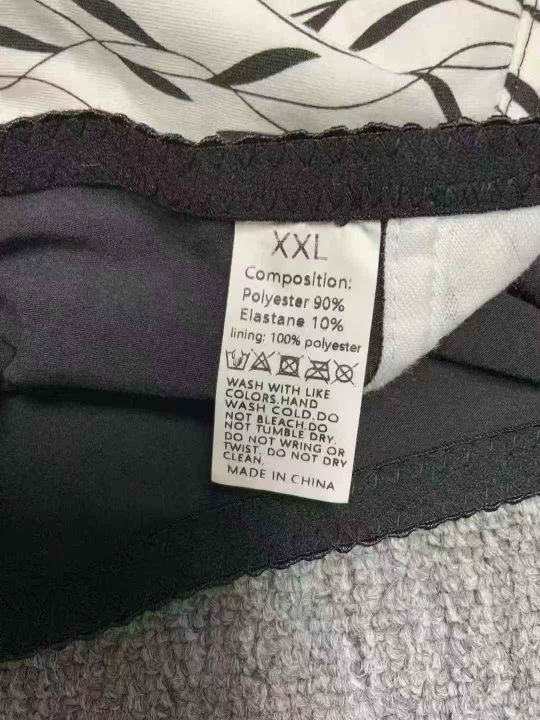 XXL
Composition:
Polyester 90%
Elastane 10%
lining: 100% polyester
WASH WITH LIKE
COLORS.HAND
WASH COLD.DO
NOT BLEACH.DO
NOT TUMBLE DRY.
DO NOT WRING OR
TWIST. DO NOT DRY
CLEAN.
MADE IN CHINA